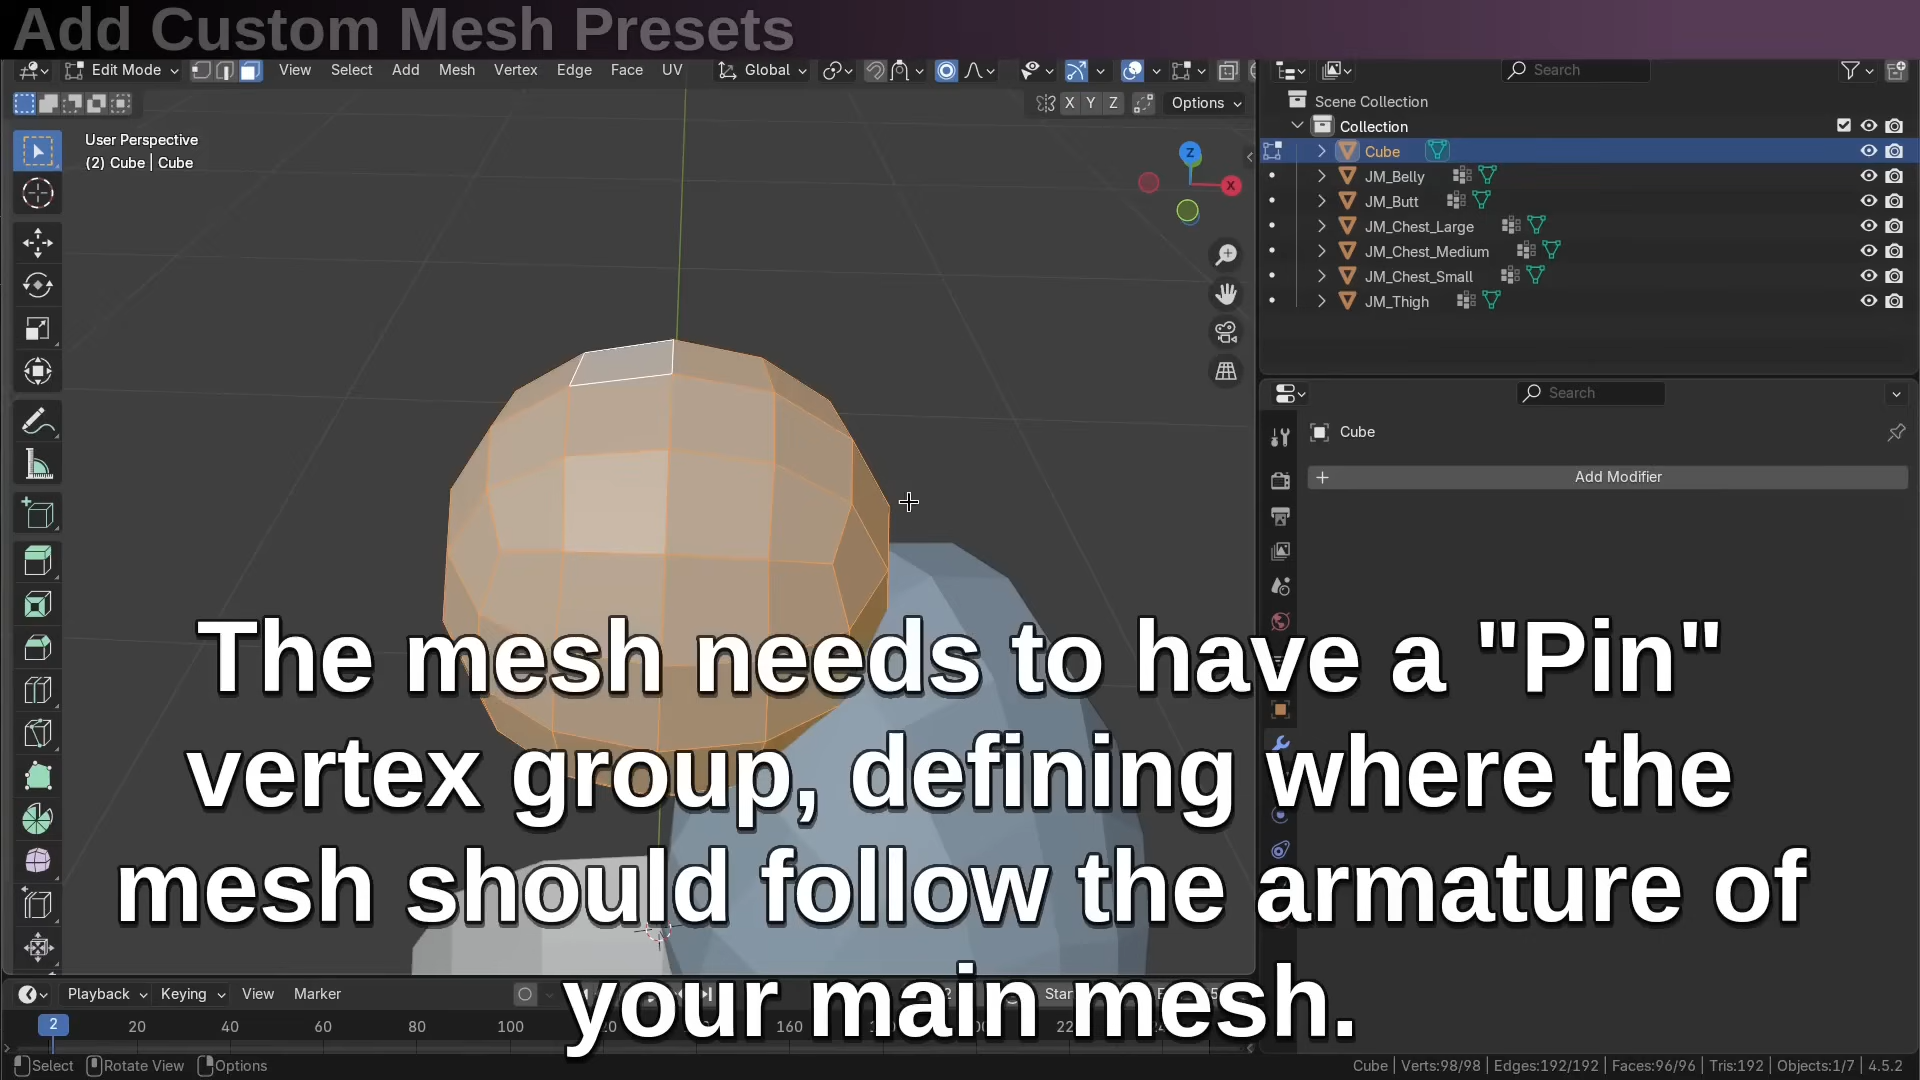 Add Custom Mesh Presets
Edit Mode View Select Add Mesh Vertex Edge Face UV Global Search
X Y Z Options
User Perspective
(2) Cube | Cube
Z
X
Scene Collection
Collection
Cube
JM_Belly
JM_Butt
JM_Chest_Large
JM_Chest_Medium
JM_Chest_Small
JM_Thigh
Search
Cube
Add Modifier
The mesh needs to have a "Pin"
vertex group, defining where the
mesh should follow the armature of
your main mesh.
Playback Keying View Marker
2 20 40 60 80 100 160
Select Rotate View Options
Cube | Verts:98/98 | Edges:192/192 | Faces:96/96 | Tris:192 | Objects:1/7 | 4.5.2